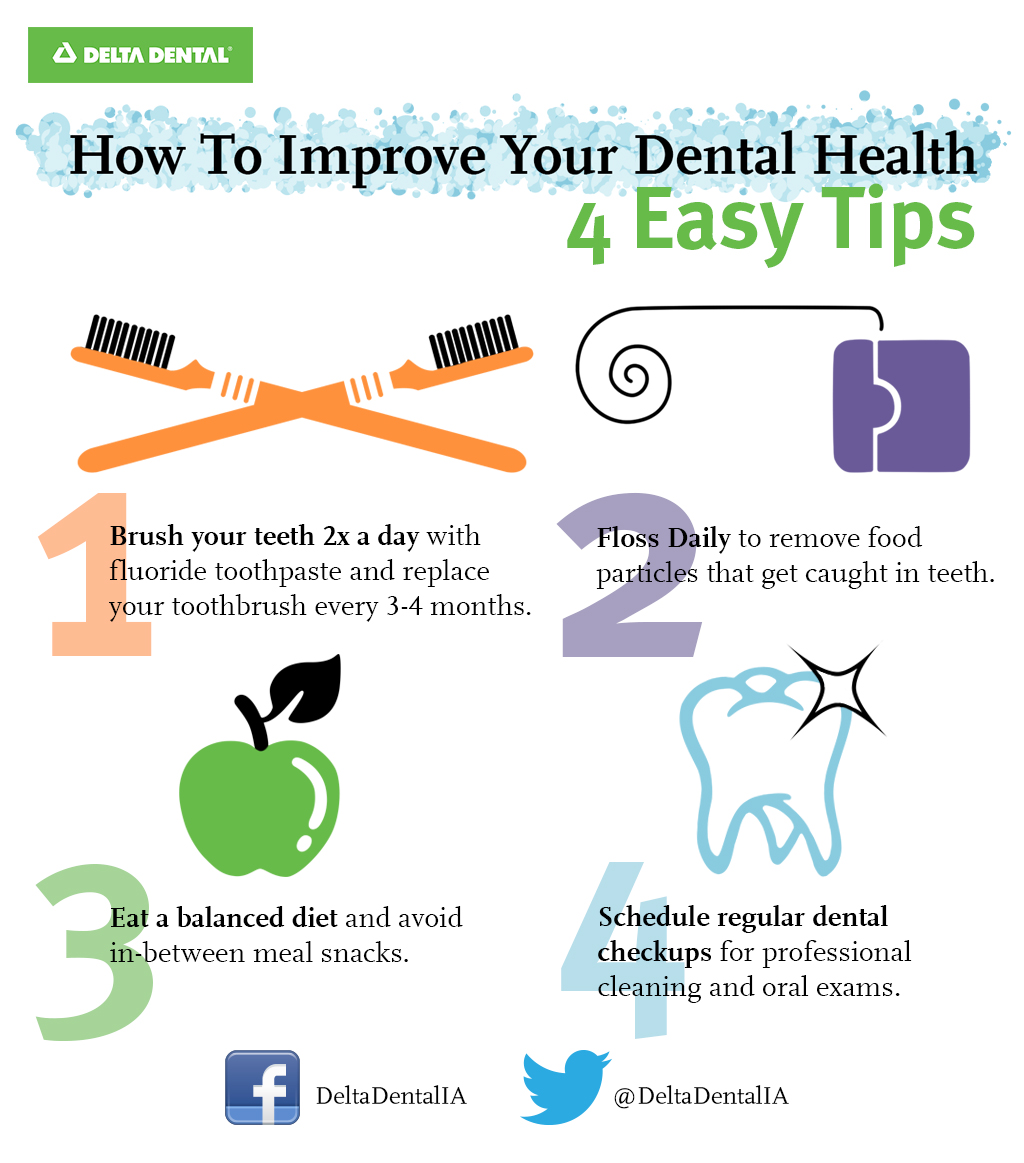 DELTA DENTAL®
How To Improve Your Dental Health
4 Easy Tips
1
Brush your teeth 2x a day with
fluoride toothpaste and replace
your toothbrush every 3-4 months.
2
Floss Daily to remove food
particles that get caught in teeth.
3
Eat a balanced diet and avoid
in-between meal snacks.
4
Schedule regular dental
checkups for professional
cleaning and oral exams.
f
DeltaDentalIA
@DeltaDentalIA